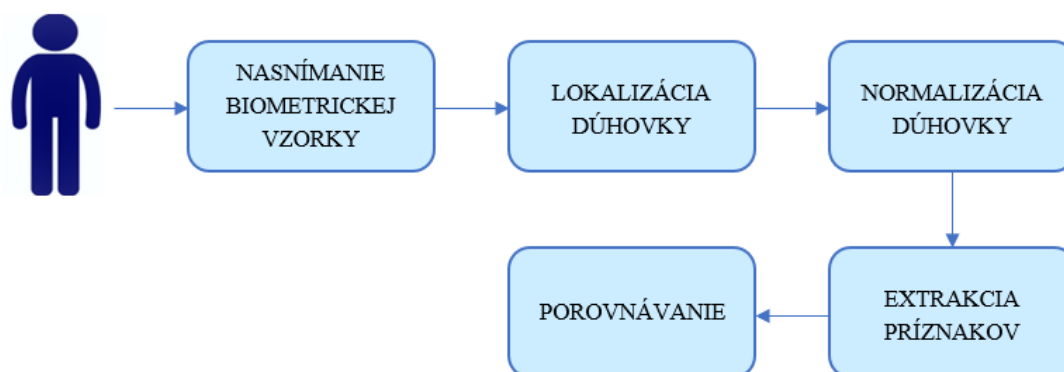 NASNÍMANIE
BIOMETRICKEJ
VZORKY
LOKALIZÁCIA
DÚHOVKY
NORMALIZÁCIA
DÚHOVKY
EXTRAKCIA
PRÍZNAKOV
POROVNÁVANIE